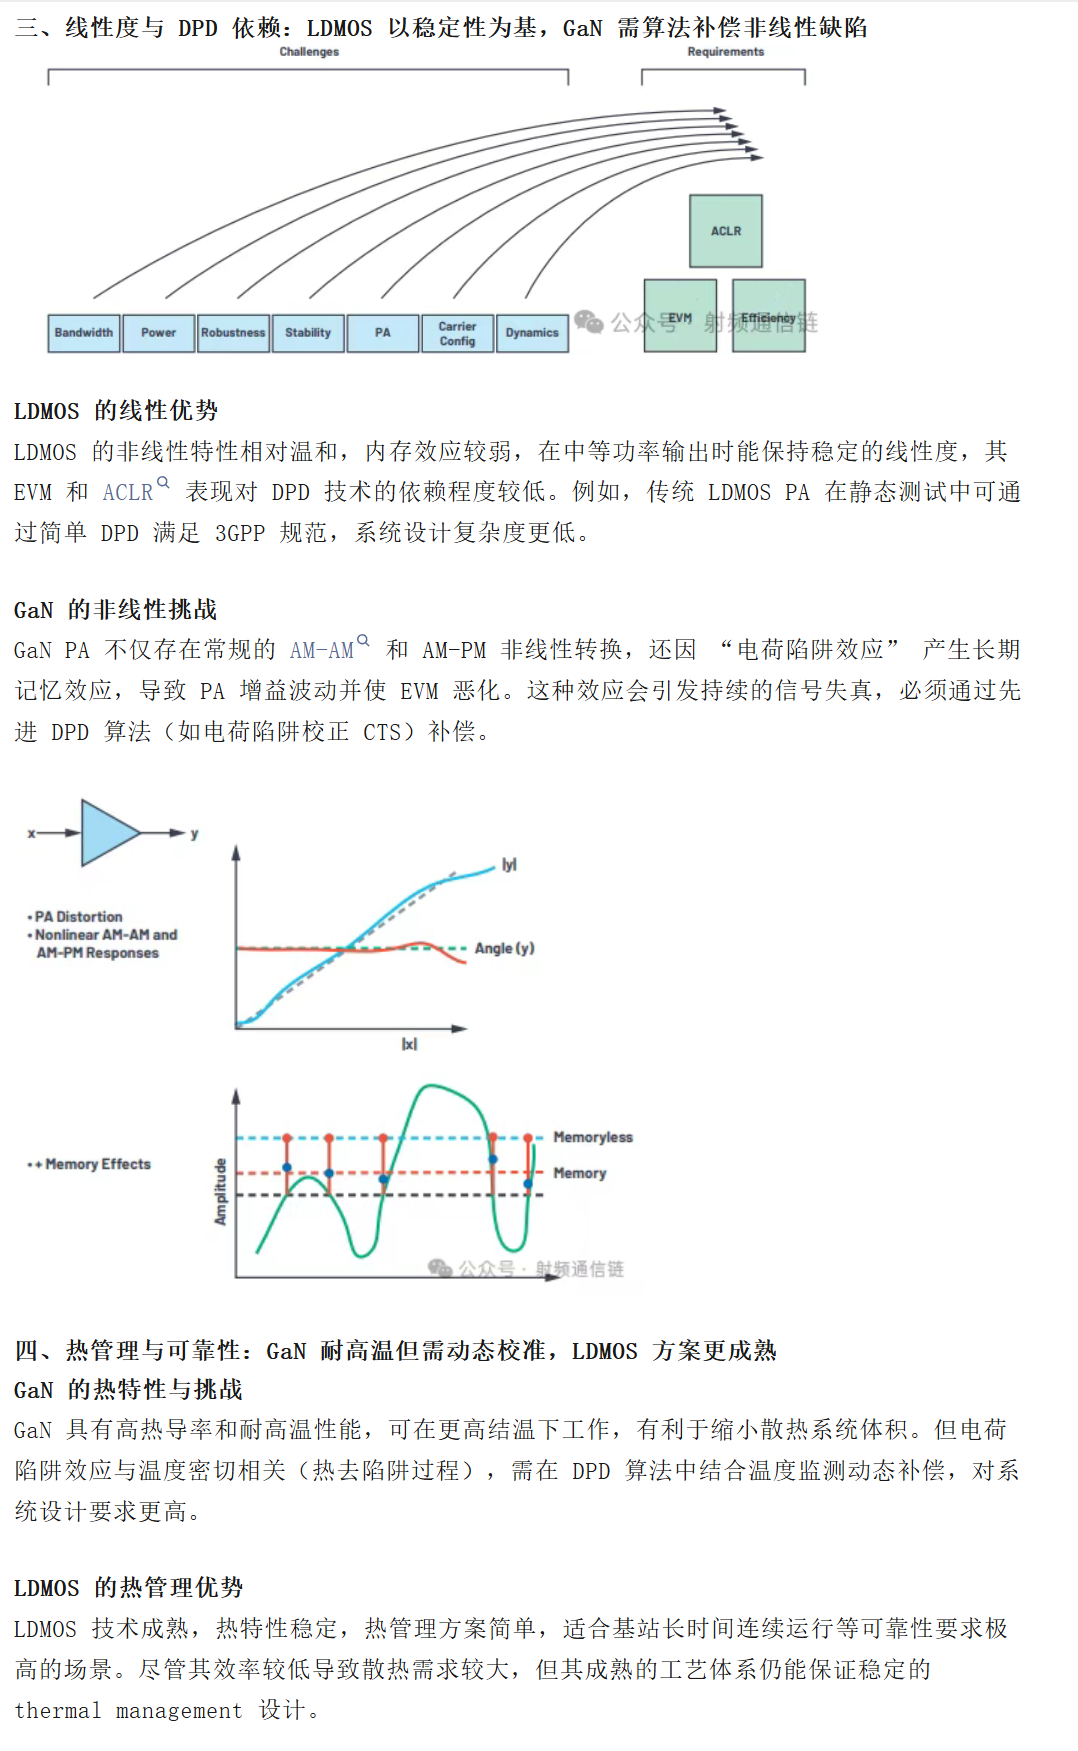 三、线性度与 DPD 依赖：LDMOS 以稳定性为基，GaN 需算法补偿非线性缺陷
Challenges
Requirements
ACLR
EVM
Efficiency
Bandwidth
Power
Robustness
Stability
PA
Carrier
Config
Dynamics
公众号 · 射频通信链
LDMOS 的线性优势
LDMOS 的非线性特性相对温和，内存效应较弱，在中等功率输出时能保持稳定的线性度，其
EVM 和 ACLR 表现对 DPD 技术的依赖程度较低。例如，传统 LDMOS PA 在静态测试中可通
过简单 DPD 满足 3GPP 规范，系统设计复杂度更低。
GaN 的非线性挑战
GaN PA 不仅存在常规的 AM-AM 和 AM-PM 非线性转换，还因 “电荷陷阱效应” 产生长期
记忆效应，导致 PA 增益波动并使 EVM 恶化。这种效应会引发持续的信号失真，必须通过先
进 DPD 算法（如电荷陷阱校正 CTS）补偿。
x
y
• PA Distortion
• Nonlinear AM-AM and
AM-PM Responses
|y|
Angle (y)
|x|
• + Memory Effects
Amplitude
Memoryless
Memory
公众号 · 射频通信链
四、热管理与可靠性：GaN 耐高温但需动态校准，LDMOS 方案更成熟
GaN 的热特性与挑战
GaN 具有高热导率和耐高温性能，可在更高结温下工作，有利于缩小散热系统体积。但电荷
陷阱效应与温度密切相关（热去陷阱过程），需在 DPD 算法中结合温度监测动态补偿，对系
统设计要求更高。
LDMOS 的热管理优势
LDMOS 技术成熟，热特性稳定，热管理方案简单，适合基站长时间连续运行等可靠性要求极
高的场景。尽管其效率较低导致散热需求较大，但其成熟的工艺体系仍能保证稳定的
thermal management 设计。